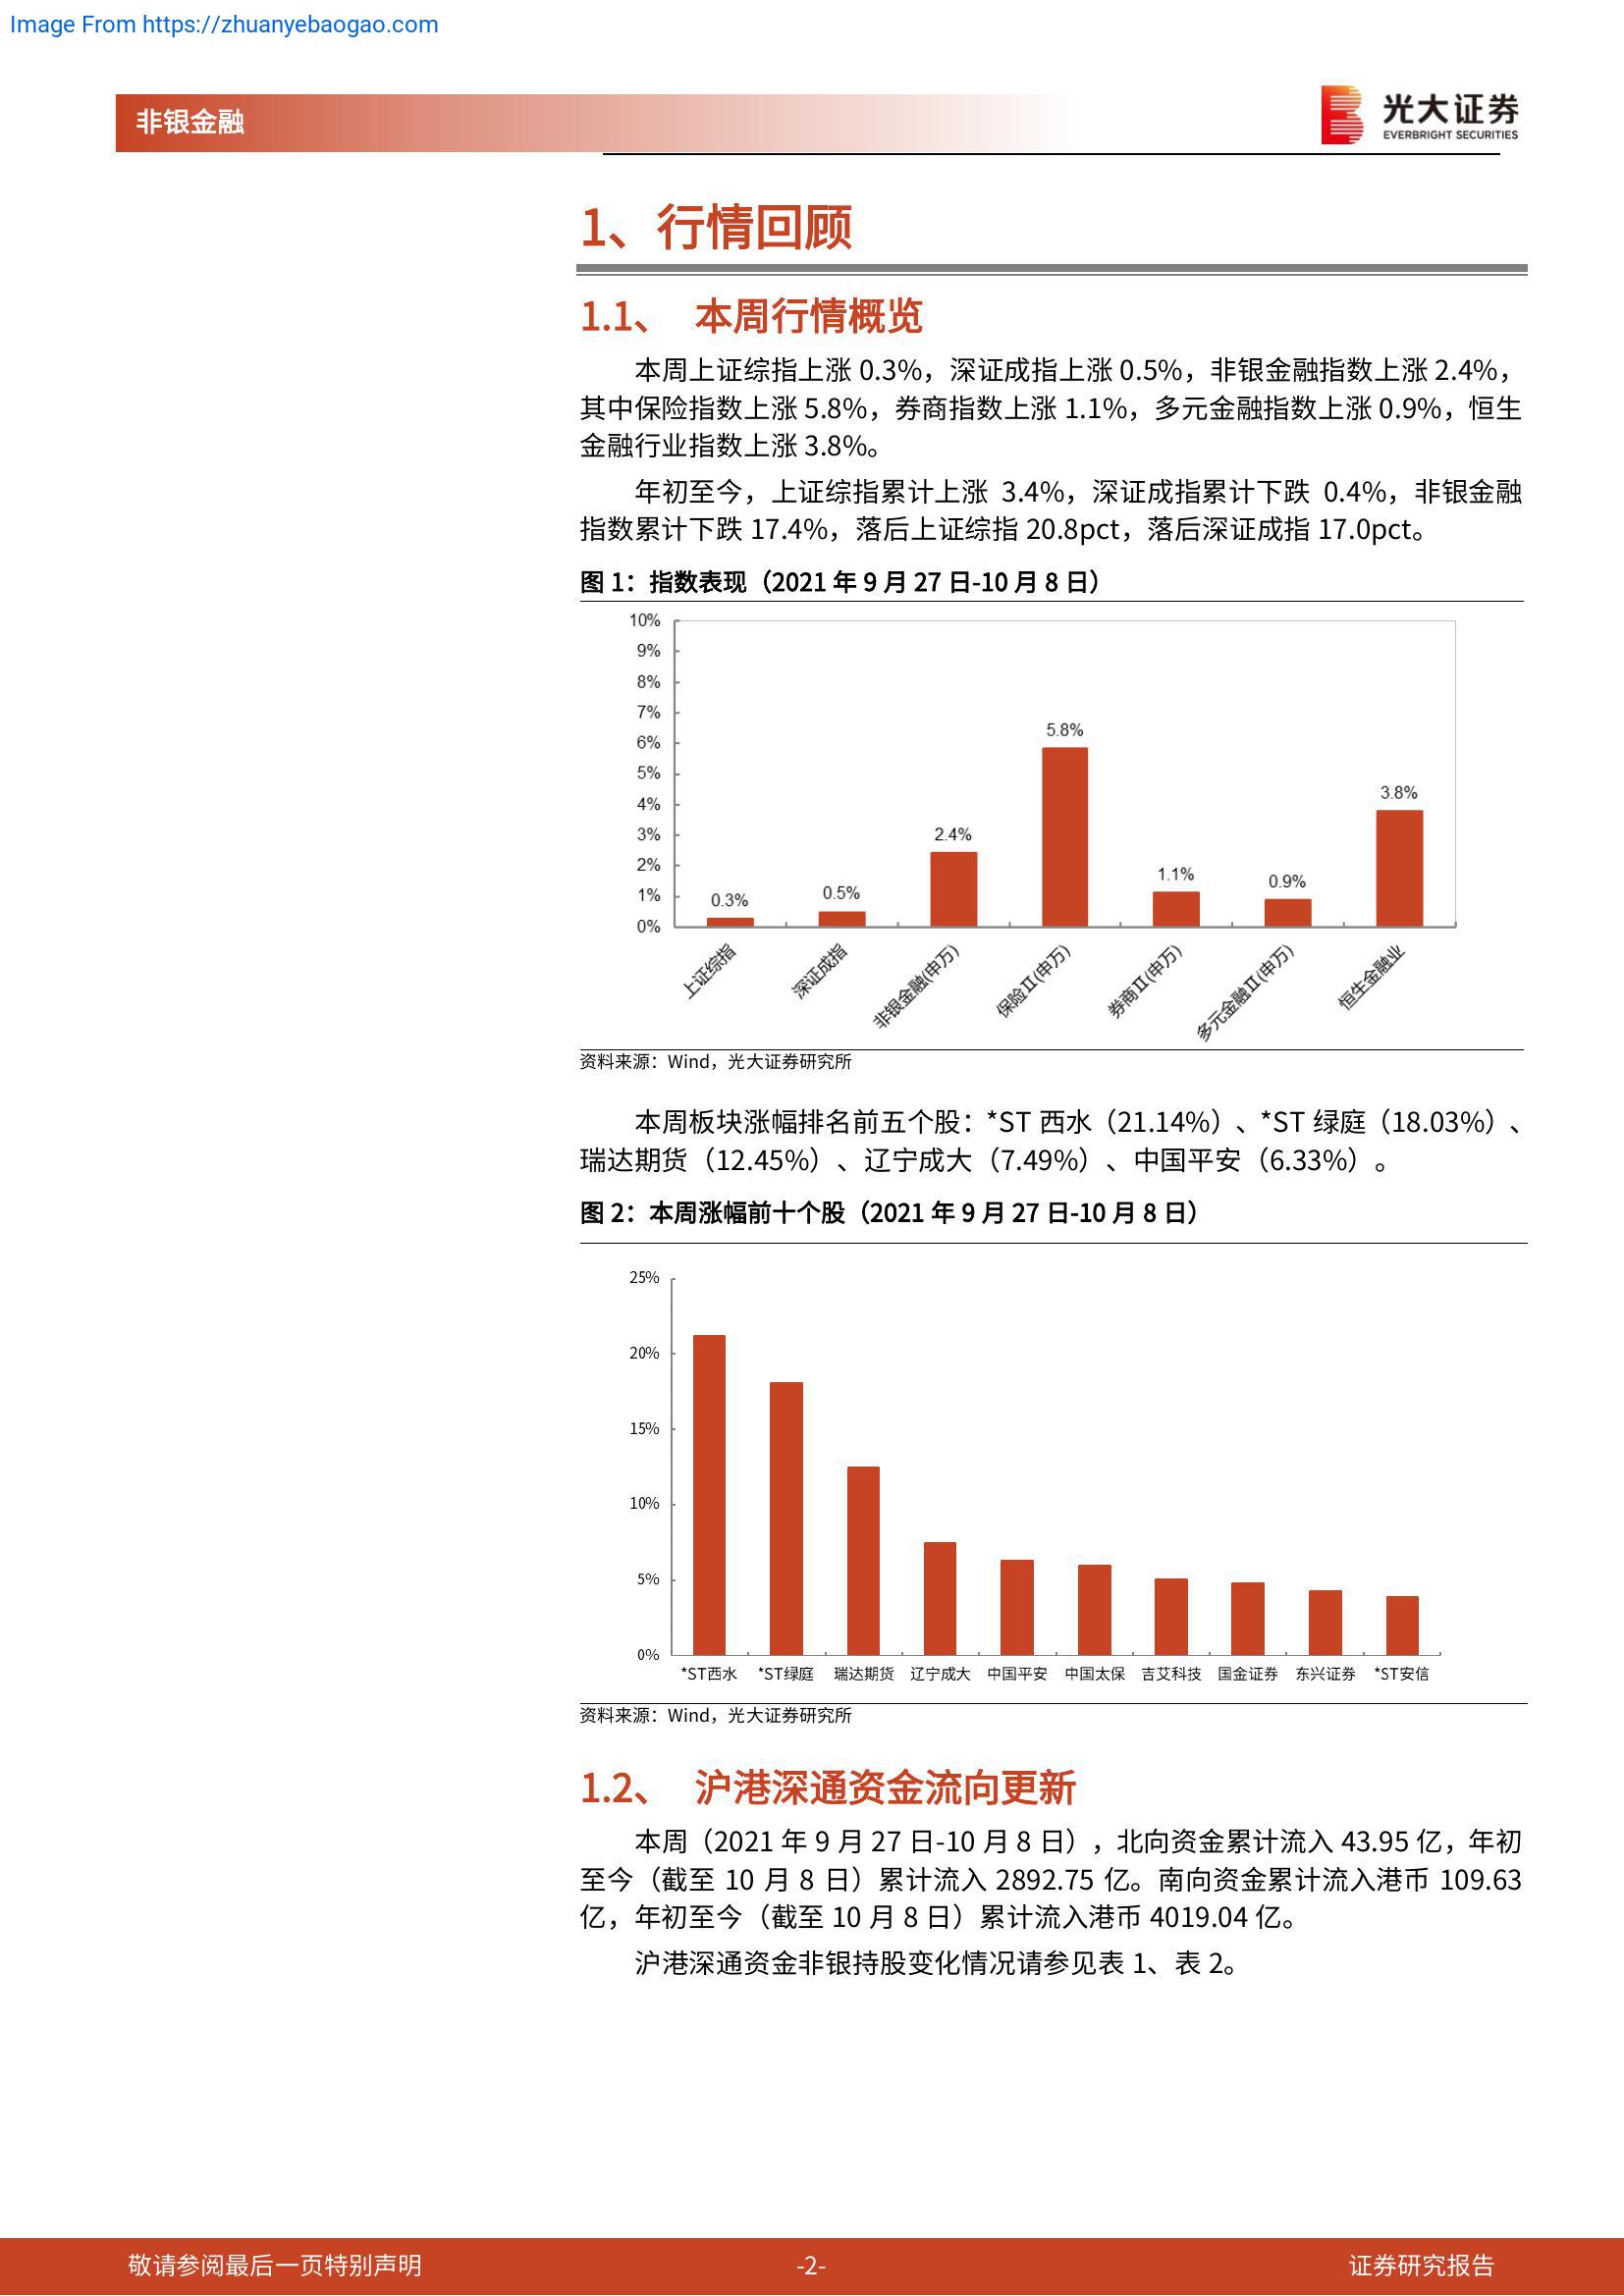 Image From https://zhuanyebaogao.com
非银金融
光大证券
EVERBRIGHT SECURITIES
1、行情回顾
1.1、 本周行情概览
本周上证综指上涨 0.3%，深证成指上涨 0.5%，非银金融指数上涨 2.4%，
其中保险指数上涨 5.8%，券商指数上涨 1.1%，多元金融指数上涨 0.9%，恒生
金融行业指数上涨 3.8%。
年初至今，上证综指累计上涨 3.4%，深证成指累计下跌 0.4%，非银金融
指数累计下跌 17.4%，落后上证综指 20.8pct，落后深证成指 17.0pct。
图 1：指数表现（2021 年 9 月 27 日-10 月 8 日）
10%
9%
8%
7%
6%
5%
4%
3%
2%
1%
0%
0.3%
0.5%
2.4%
5.8%
1.1%
0.9%
3.8%
上证综指
深证成指
非银金融(申万)
保险Ⅱ(申万)
券商Ⅱ(申万)
多元金融Ⅱ(申万)
恒生金融业
资料来源：Wind，光大证券研究所
本周板块涨幅排名前五个股：*ST 西水（21.14%）、*ST 绿庭（18.03%）、
瑞达期货（12.45%）、辽宁成大（7.49%）、中国平安（6.33%）。
图 2：本周涨幅前十个股（2021 年 9 月 27 日-10 月 8 日）
25%
20%
15%
10%
5%
0%
*ST西水 *ST绿庭 瑞达期货 辽宁成大 中国平安 中国太保 吉艾科技 国金证券 东兴证券 *ST安信
资料来源：Wind，光大证券研究所
1.2、 沪港深通资金流向更新
本周（2021 年 9 月 27 日-10 月 8 日），北向资金累计流入 43.95 亿，年初
至今（截至 10 月 8 日）累计流入 2892.75 亿。南向资金累计流入港币 109.63
亿，年初至今（截至 10 月 8 日）累计流入港币 4019.04 亿。
沪港深通资金非银持股变化情况请参见表 1、表 2。
敬请参阅最后一页特别声明
-2-
证券研究报告